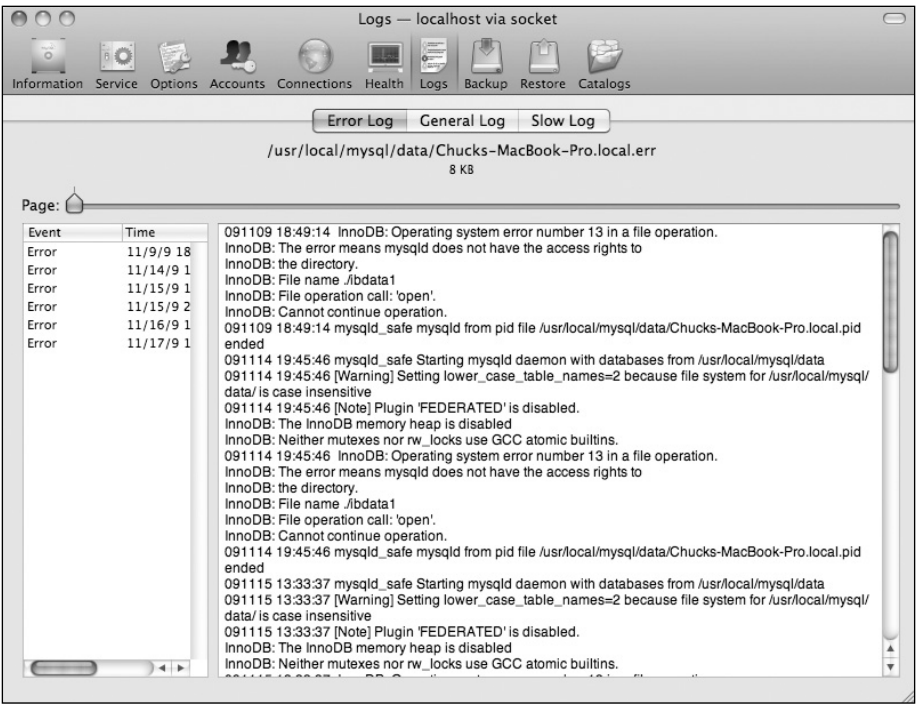 Logs — localhost via socket
Information Service Options Accounts Connections Health Logs Backup Restore Catalogs
Error Log General Log Slow Log
/usr/local/mysql/data/Chucks-MacBook-Pro.local.err
8 KB
Page:
Event Time
Error 11/9/9 18
Error 11/14/9 1
Error 11/15/9 1
Error 11/15/9 2
Error 11/16/9 1
Error 11/17/9 1
091109 18:49:14 InnoDB: Operating system error number 13 in a file operation.
InnoDB: The error means mysqld does not have the access rights to
InnoDB: the directory.
InnoDB: File name ./ibdata1
InnoDB: File operation call: 'open'.
InnoDB: Cannot continue operation.
091109 18:49:14 mysqld_safe mysqld from pid file /usr/local/mysql/data/Chucks-MacBook-Pro.local.pid
ended
091114 19:45:46 mysqld_safe Starting mysqld daemon with databases from /usr/local/mysql/data
091114 19:45:46 [Warning] Setting lower_case_table_names=2 because file system for /usr/local/mysql/
data/ is case insensitive
091114 19:45:46 [Note] Plugin 'FEDERATED' is disabled.
InnoDB: The InnoDB memory heap is disabled
InnoDB: Neither mutexes nor rw_locks use GCC atomic builtins.
091114 19:45:46 InnoDB: Operating system error number 13 in a file operation.
InnoDB: The error means mysqld does not have the access rights to
InnoDB: the directory.
InnoDB: File name ./ibdata1
InnoDB: File operation call: 'open'.
InnoDB: Cannot continue operation.
091114 19:45:46 mysqld_safe mysqld from pid file /usr/local/mysql/data/Chucks-MacBook-Pro.local.pid
ended
091115 13:33:37 mysqld_safe Starting mysqld daemon with databases from /usr/local/mysql/data
091115 13:33:37 [Warning] Setting lower_case_table_names=2 because file system for /usr/local/mysql/
data/ is case insensitive
091115 13:33:37 [Note] Plugin 'FEDERATED' is disabled.
InnoDB: The InnoDB memory heap is disabled
InnoDB: Neither mutexes nor rw_locks use GCC atomic builtins.